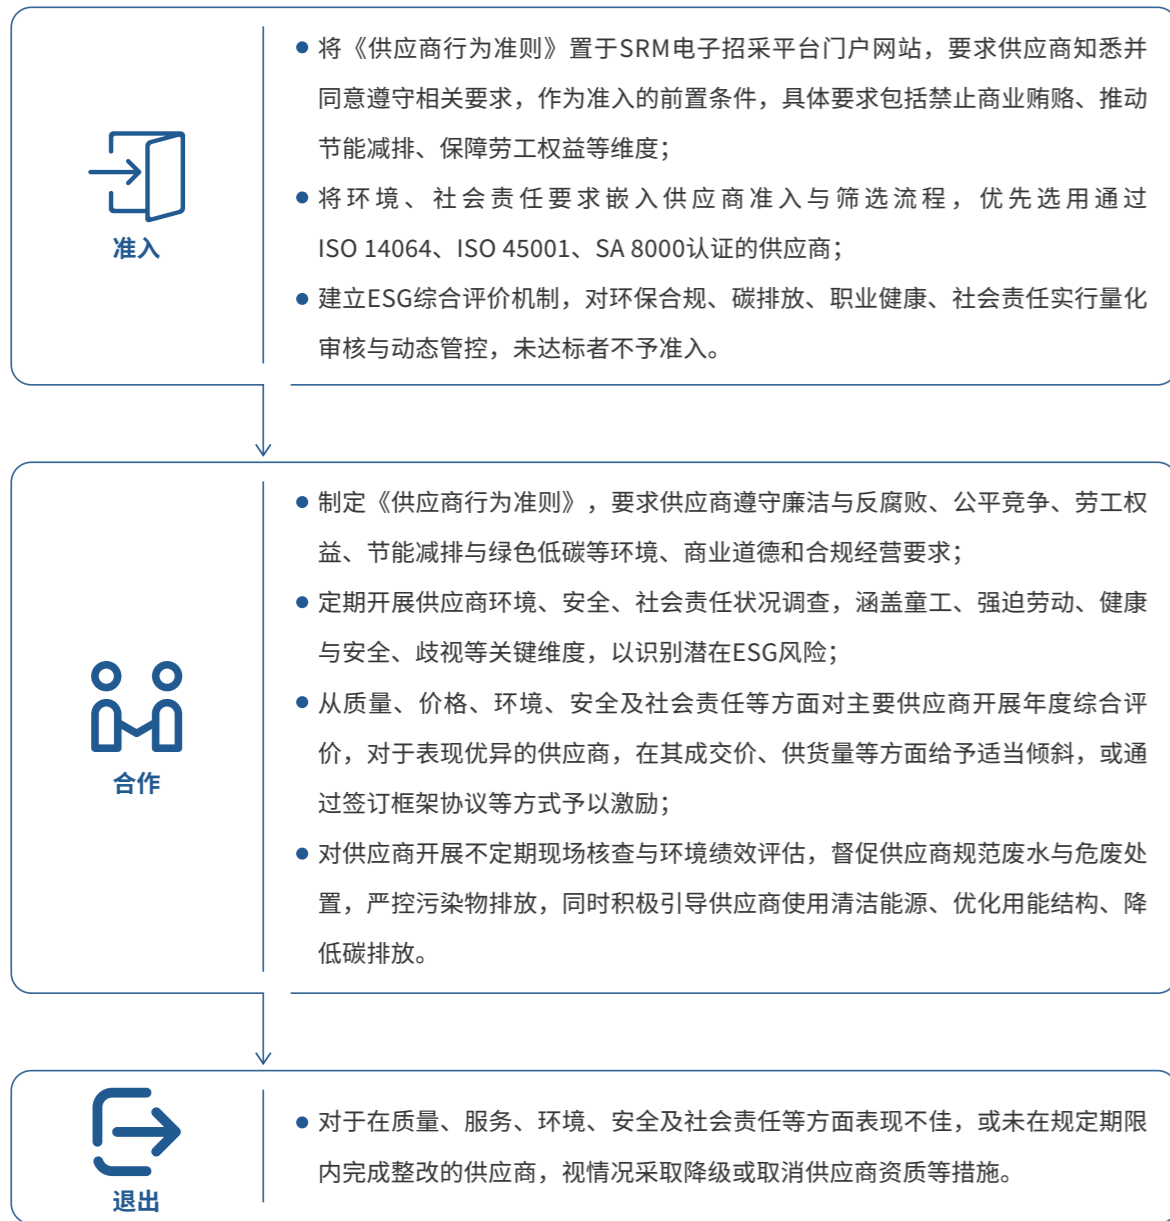 准入
将《供应商行为准则》置于SRM电子招采平台门户网站，要求供应商知悉并
同意遵守相关要求，作为准入的前置条件，具体要求包括禁止商业贿赂、推动
节能减排、保障劳工权益等维度；
将环境、社会责任要求嵌入供应商准入与筛选流程，优先选用通过
ISO 14064、ISO 45001、SA 8000认证的供应商；
建立ESG综合评价机制，对环保合规、碳排放、职业健康、社会责任实行量化
审核与动态管控，未达标者不予准入。
合作
制定《供应商行为准则》，要求供应商遵守廉洁与反腐败、公平竞争、劳工权
益、节能减排与绿色低碳等环境、商业道德和合规经营要求；
定期开展供应商环境、安全、社会责任状况调查，涵盖童工、强迫劳动、健康
与安全、歧视等关键维度，以识别潜在ESG风险；
从质量、价格、环境、安全及社会责任等方面对主要供应商开展年度综合评
价，对于表现优异的供应商，在其成交价、供货量等方面给予适当倾斜，或通
过签订框架协议等方式予以激励；
对供应商开展不定期现场核查与环境绩效评估，督促供应商规范废水与危废处
置，严控污染物排放，同时积极引导供应商使用清洁能源、优化用能结构、降
低碳排放。
退出
对于在质量、服务、环境、安全及社会责任等方面表现不佳，或未在规定期限
内完成整改的供应商，视情况采取降级或取消供应商资质等措施。